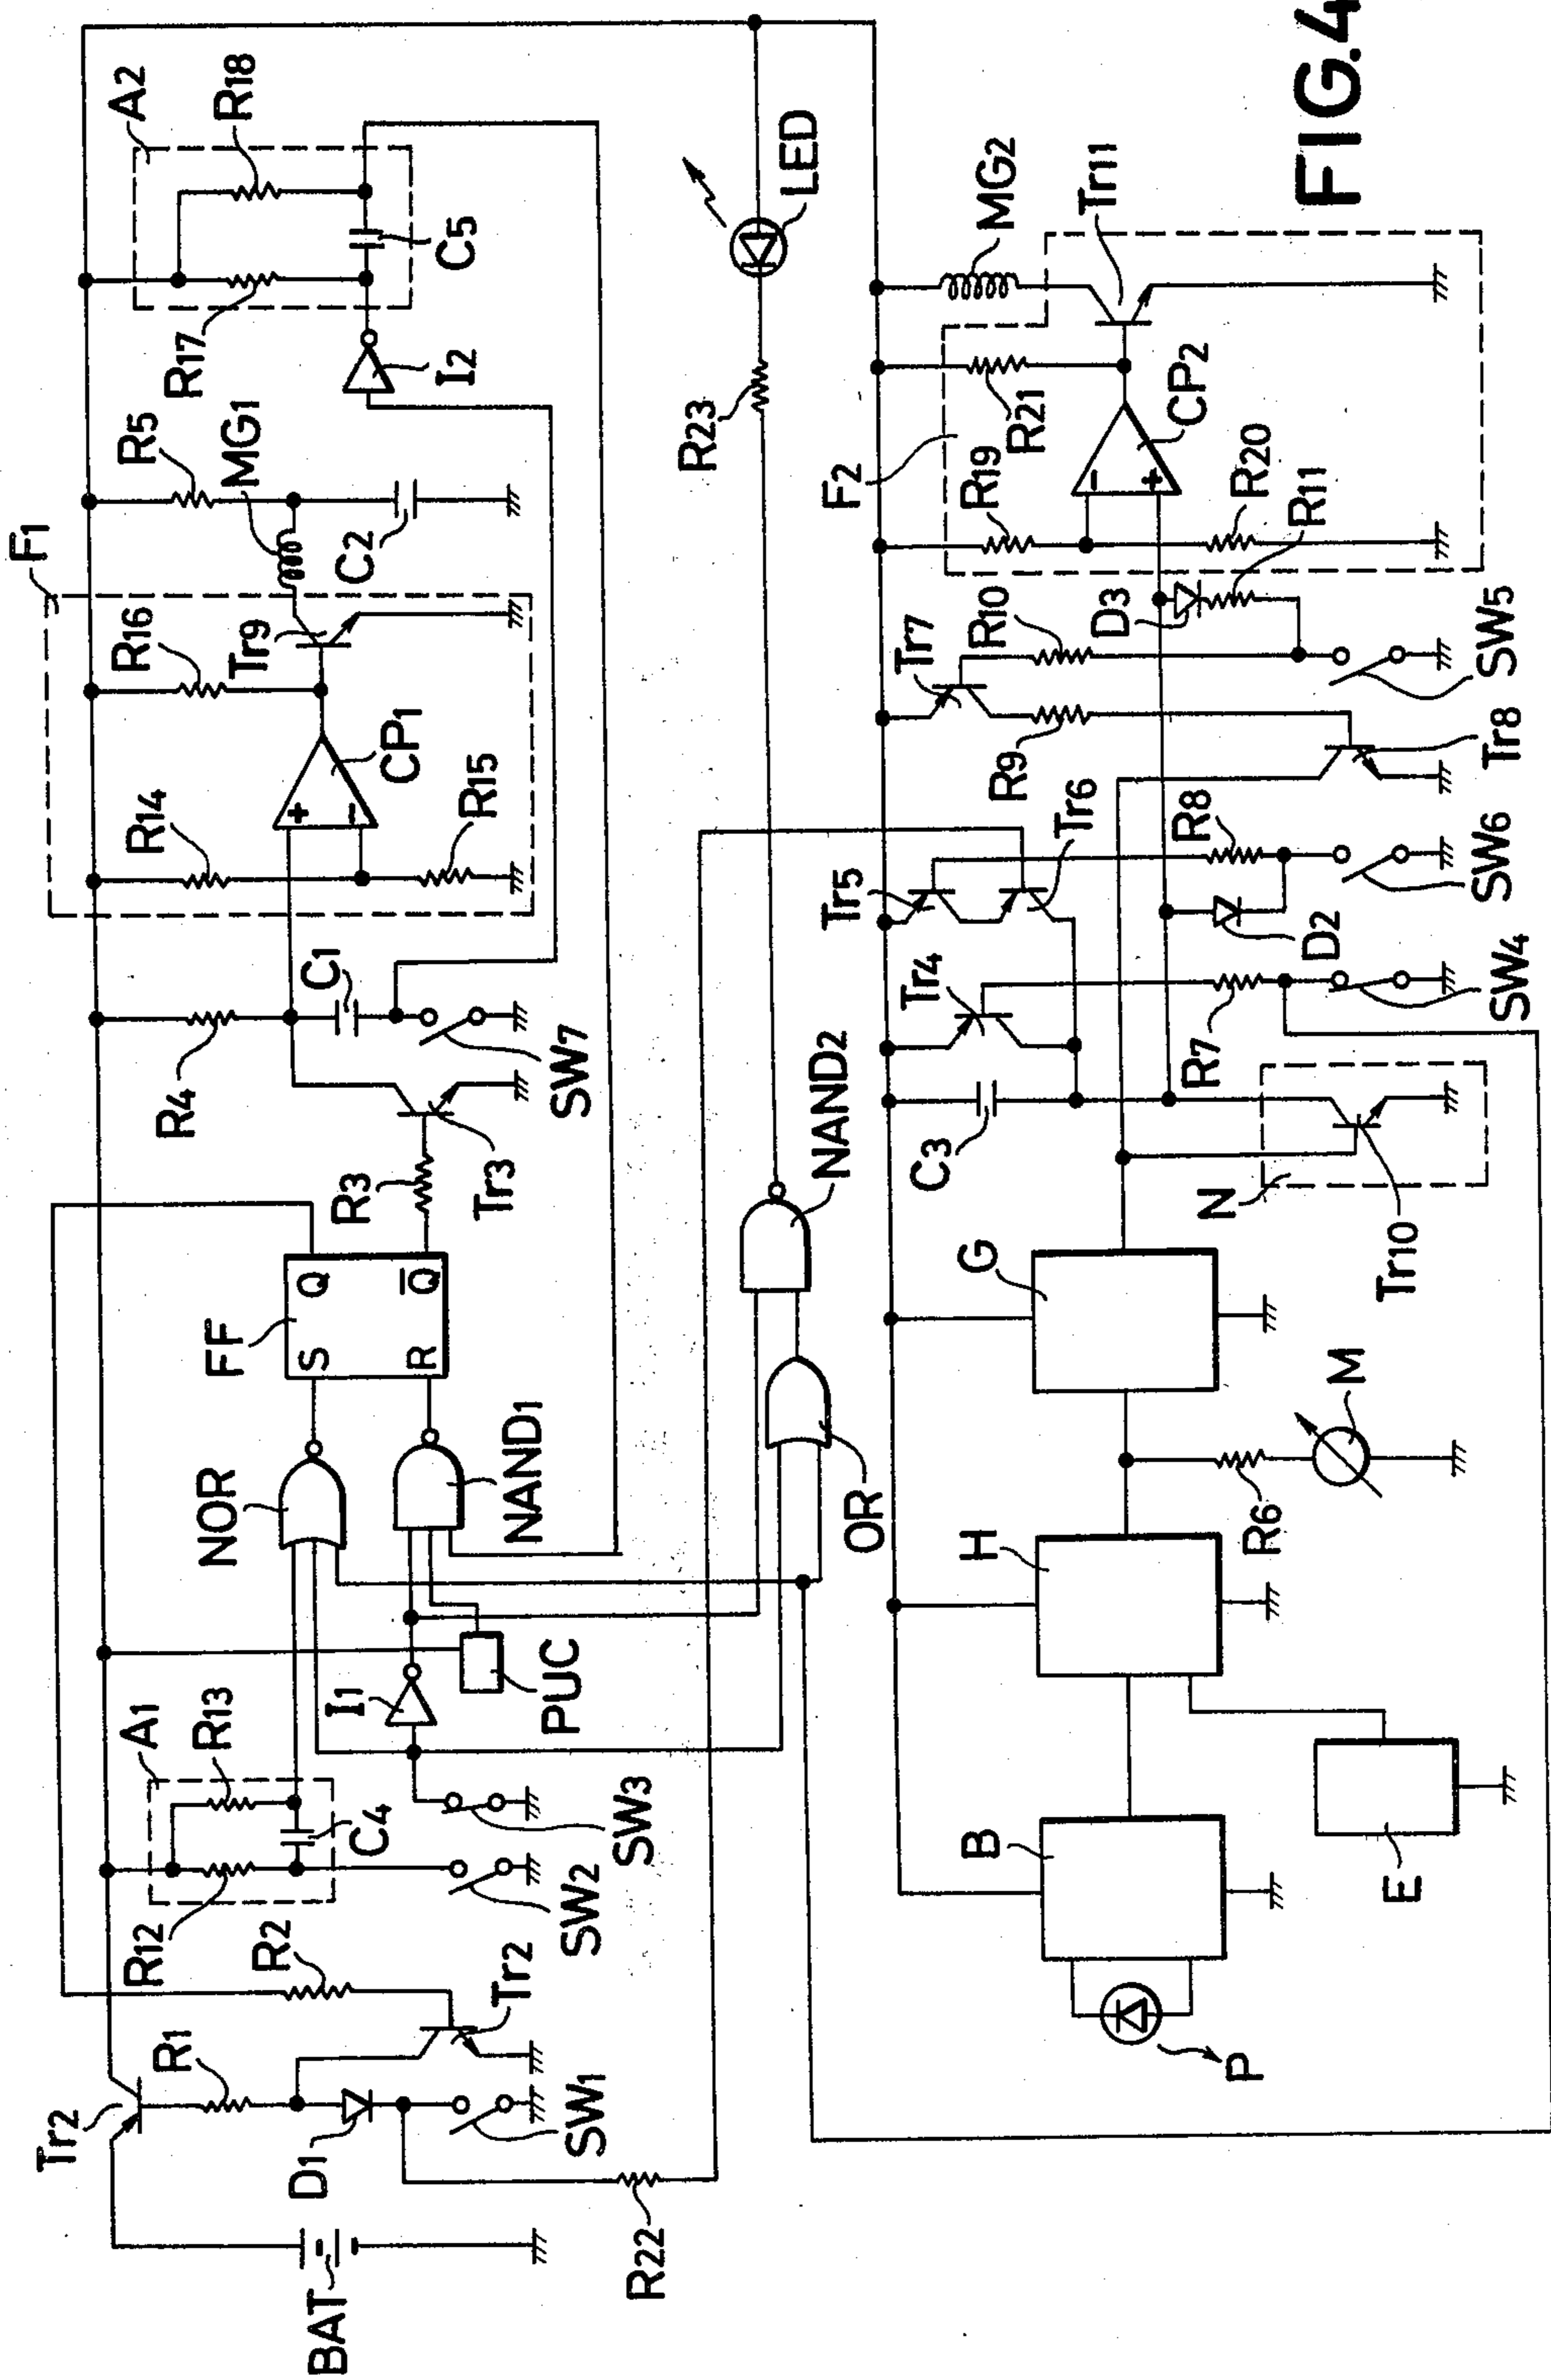 Tr2
R1
BAT
D1
SW1
R22
Tr2
R2
R12
A1
R13
C4
SW2
SW3
I1
PUC
NOR
NAND1
FF
S
Q
R
Q̅
R3
Tr3
R4
C1
SW7
F1
R14
R15
R16
CP1
+
−
Tr9
MG1
R5
C2
I2
A2
R17
R18
C5
OR
NAND2
R23
LED
P
B
E
H
R6
M
G
N
Tr10
C3
Tr4
R7
SW4
Tr5
Tr6
R8
D2
SW6
Tr7
R9
R10
Tr8
D3
R11
SW5
F2
R19
R20
R21
CP2
−
+
Tr11
MG2
FIG.4